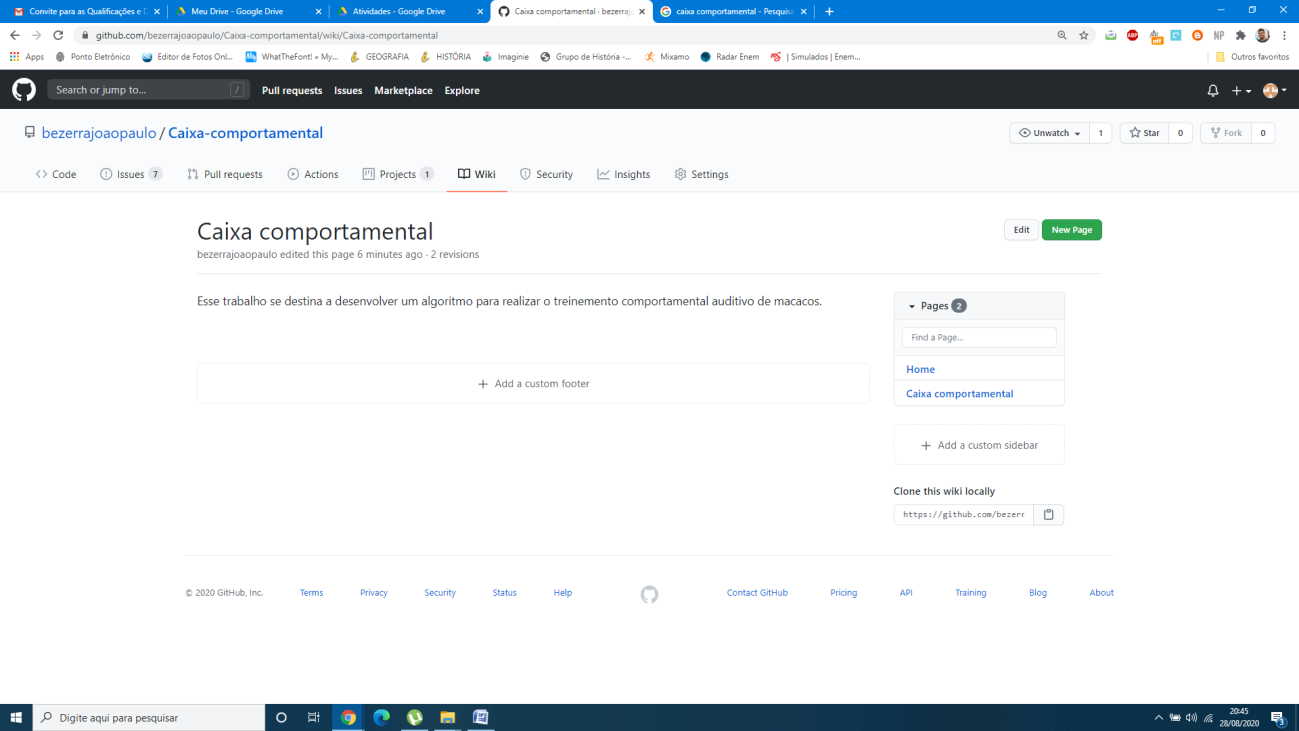 Convite para as Qualificações e D
Meu Drive - Google Drive
Atividades - Google Drive
Caixa comportamental · bezerraj
caixa comportamental - Pesquis
github.com/bezerrajoaopaulo/Caixa-comportamental/wiki/Caixa-comportamental
ABP
off
NP
Apps
Ponto Eletrônico
Editor de Fotos Onl...
WhatTheFont! « My...
GEOGRAFIA
HISTÓRIA
Imaginie
Grupo de História -...
Mixamo
Radar Enem
| Simulados | Enem...
Outros favoritos
Search or jump to...
/
Pull requests
Issues
Marketplace
Explore
bezerrajoaopaulo / Caixa-comportamental
Unwatch 1
Star 0
Fork 0
Code
Issues 7
Pull requests
Actions
Projects 1
Wiki
Security
Insights
Settings
Caixa comportamental
Edit
New Page
bezerrajoaopaulo edited this page 6 minutes ago · 2 revisions
Esse trabalho se destina a desenvolver um algoritmo para realizar o treinemento comportamental auditivo de macacos.
Add a custom footer
Pages 2
Find a Page...
Home
Caixa comportamental
Add a custom sidebar
Clone this wiki locally
https://github.com/bezerr
© 2020 GitHub, Inc.
Terms
Privacy
Security
Status
Help
Contact GitHub
Pricing
API
Training
Blog
About
Digite aqui para pesquisar
20:45
28/08/2020
3